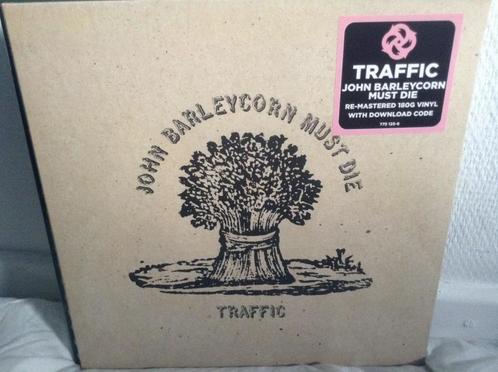 TRAFFIC
JOHN BARLEYCORN
MUST DIE
RE-MASTERED 180G VINYL
WITH DOWNLOAD CODE
JOHN BARLEYCORN MUST DIE
TRAFFIC